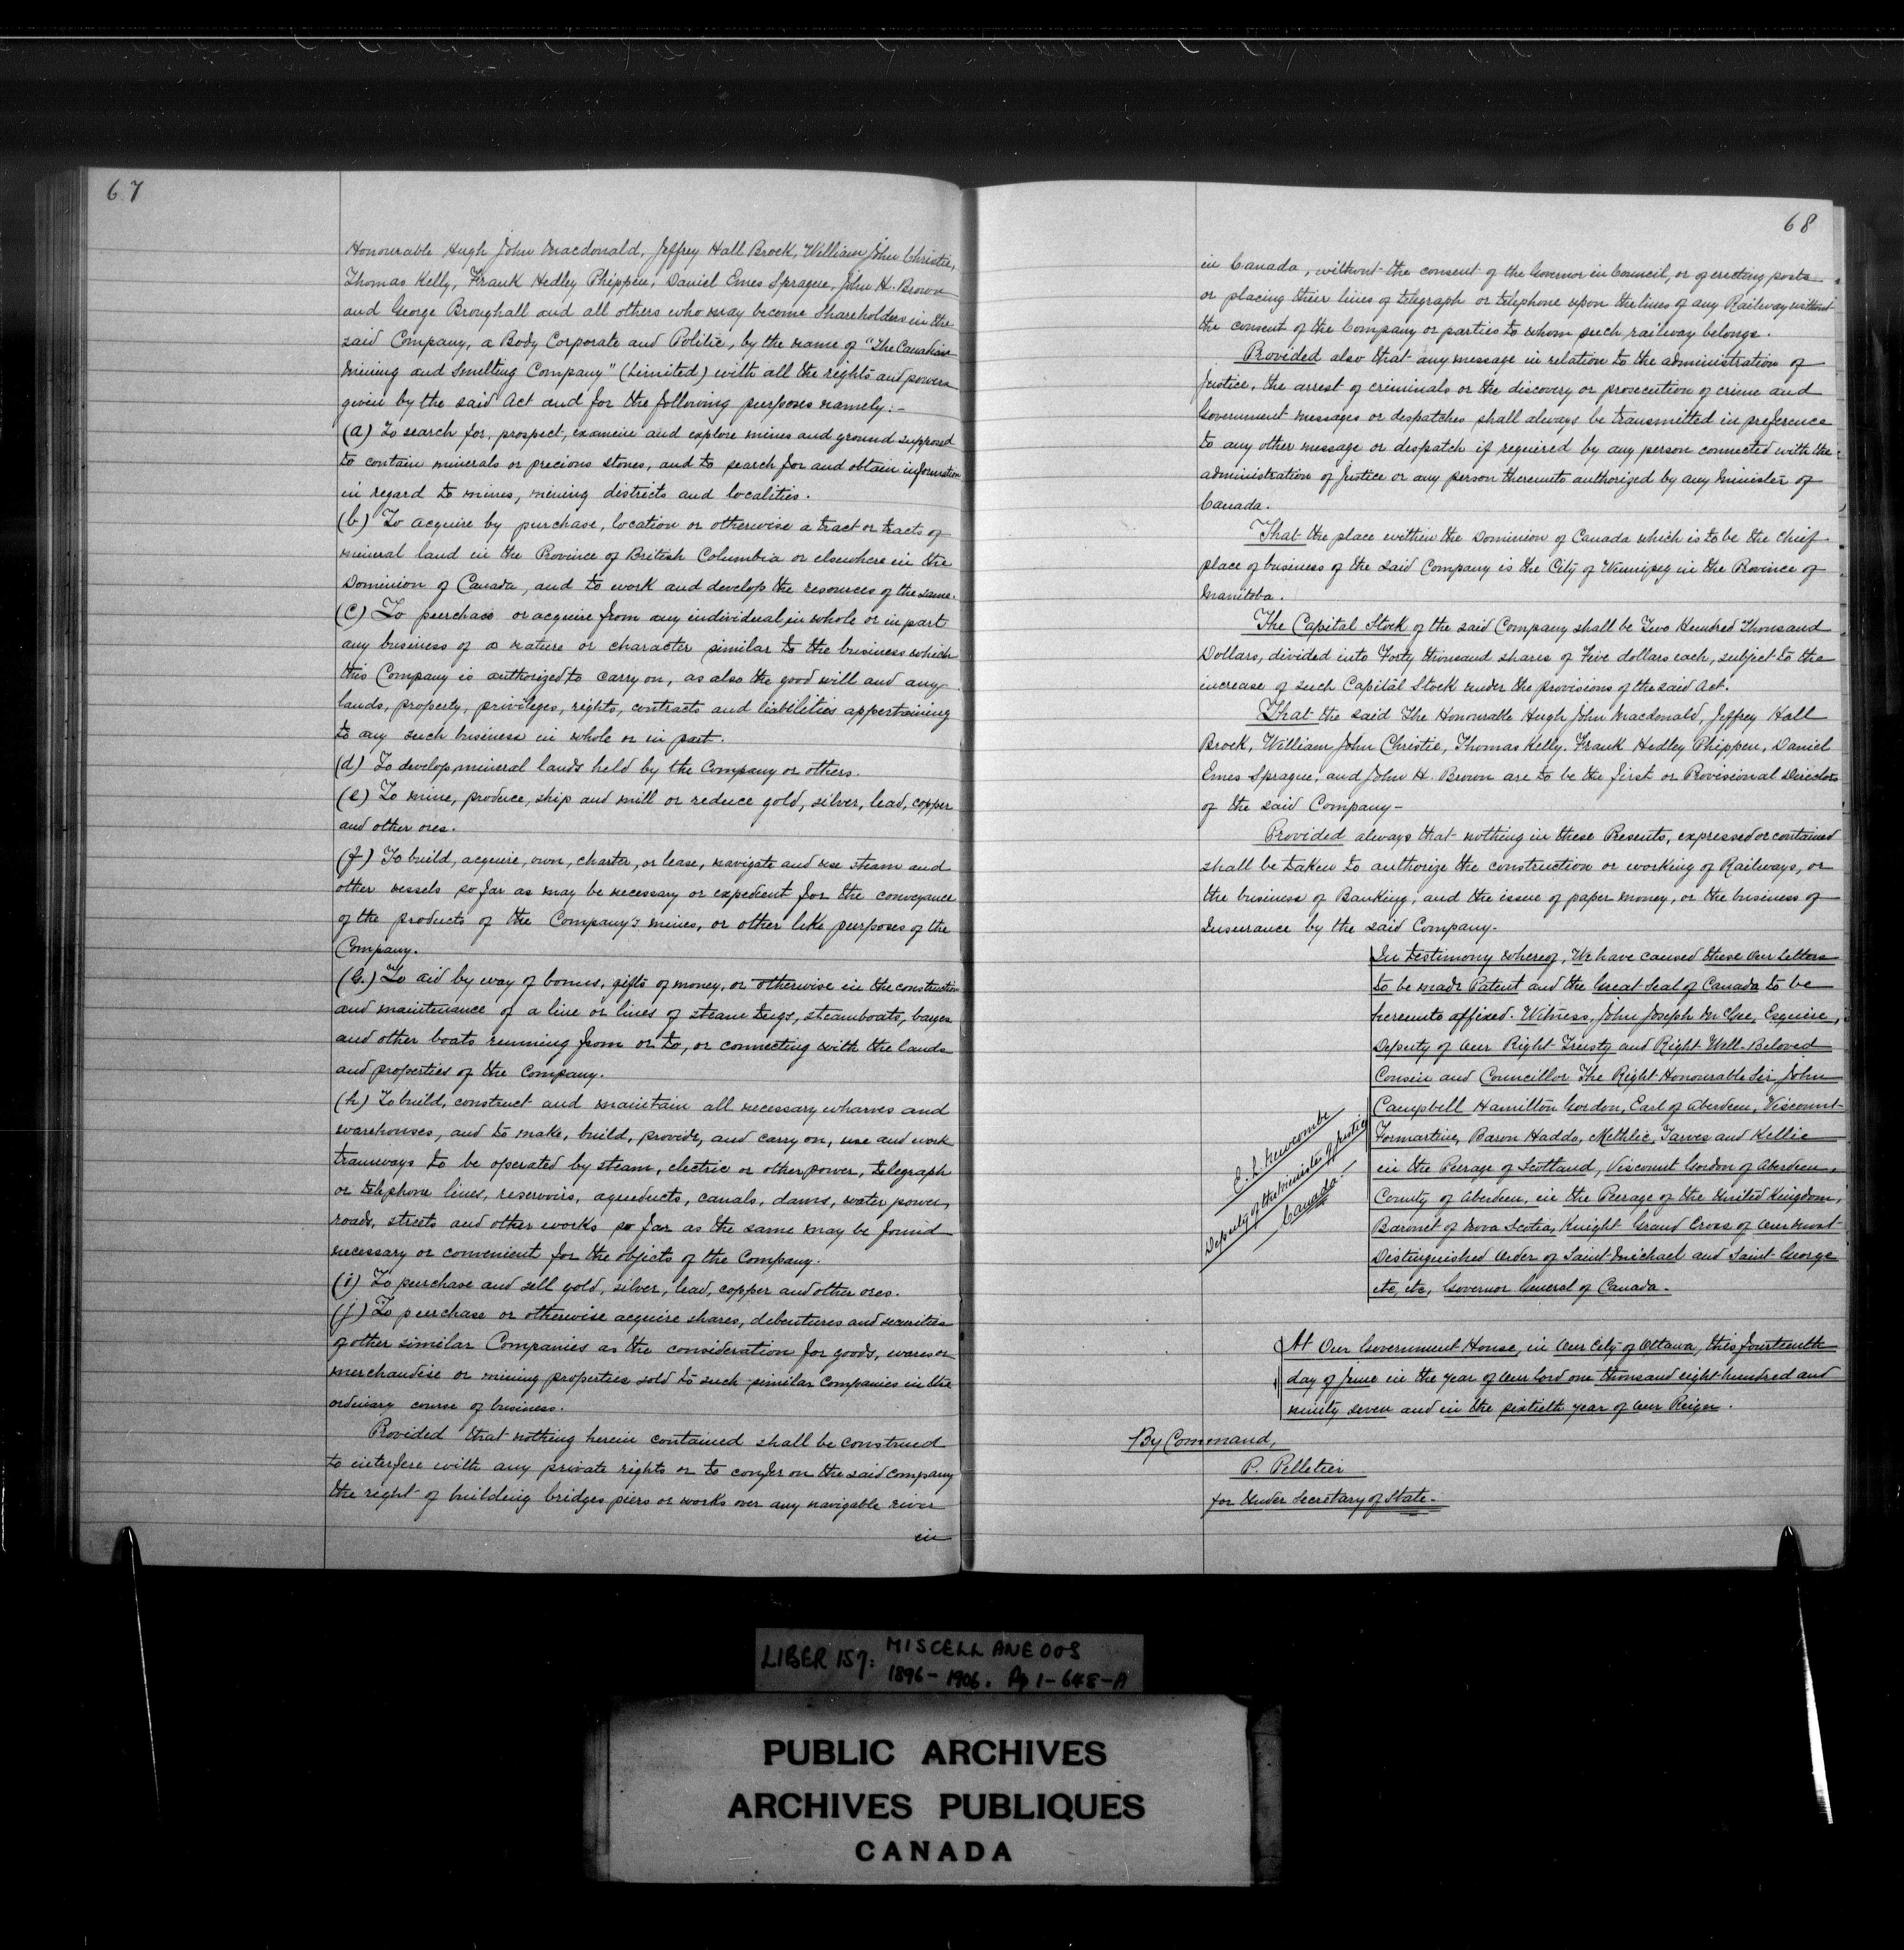 67
Honourable Hugh John Macdonald, Jeffrey Hall Brock, William John Christie,
Thomas Kelly, Frank Hedley Phippen, Daniel Emes Sprague, John H. Brown
and George Broughall and all others who may become Shareholders in the
said Company, a Body Corporate and Politic, by the name of "The Canadian
Mining and Smelting Company" (Limited) with all the rights and powers
given by the said Act and for the following purposes namely:-
(a) To search for, prospect, examine and explore mines and ground supposed
to contain minerals or precious stones, and to search for and obtain information
in regard to mines, mining districts and localities.
(b) To acquire by purchase, location or otherwise a tract or tracts of
mineral land in the Province of British Columbia or elsewhere in the
Dominion of Canada, and to work and develop the resources of the same.
(C) To purchase or acquire from any individual, in whole or in part
any business of a nature or character similar to the business which
this Company is authorized to carry on, as also the good will and any
lands, property, privileges, rights, contracts and liabilities appertaining
to any such business in whole or in part.
(d) To develop mineral lands held by the Company or others.
(e) To mine, produce, ship and mill or reduce gold, silver, lead, copper
and other ores.
(f) To build, acquire, own, charter, or lease, navigate and use steam and
other vessels so far as may be necessary or expedient for the conveyance
of the products of the Company's mines, or other like purposes of the
Company.
(G.) To aid by way of bonus, gifts of money, or otherwise in the construction
and maintenance of a line or lines of steam tugs, steamboats, barges
and other boats running from or to, or connecting with the lands
and properties of the Company.
(h) To build, construct and maintain all necessary wharves and
warehouses, and to make, build, provide, and carry on, use and work
tramways to be operated by steam, electric or other power, telegraph
or telephone lines, reservoirs, aqueducts, canals, dams, water power,
roads, streets and other works so far as the same may be found
necessary or convenient for the objects of the Company.
(i) To purchase and sell gold, silver, lead, copper and other ores.
(j) To purchase or otherwise acquire shares, debentures and securities
of other similar Companies as the consideration for goods, wares or
merchandise or mining properties sold to such similar Companies in the
ordinary course of business.
Provided that nothing herein contained shall be construed
to interfere with any private rights or to confer on the said Company
the right of building bridges piers or works over any navigable river
in
68
in Canada, without the consent of the Governor in Council, or of erecting posts
or placing their lines of telegraph or telephone upon the lines of any Railway without
the consent of the Company or parties to whom such railway belongs.
Provided also that any message in relation to the administration of
Justice, the arrest of criminals or the discovery or prosecution of crime and
Government messages or despatches shall always be transmitted in preference
to any other message or despatch if required by any person connected with the
administration of Justice or any person thereunto authorized by any Minister of
Canada.
That the place within the Dominion of Canada which is to be the Chief
place of business of the said Company is the City of Winnipeg in the Province of
Manitoba.
The Capital Stock of the said Company shall be Two Hundred Thousand
Dollars, divided into Forty thousand shares of Five dollars each, subject to the
increase of such Capital Stock under the provisions of the said Act.
That the said The Honourable Hugh John Macdonald, Jeffrey Hall
Brock, William John Christie, Thomas Kelly, Frank Hedley Phippen, Daniel
Emes Sprague, and John H. Brown are to be the first or Provisional Directors
of the said Company-
Provided always that nothing in these Presents, expressed or contained
shall be taken to authorize the construction or working of Railways, or
the business of Banking, and the issue of paper money, or the business of
Insurance by the said Company.
In testimony whereof, We have caused these Our Letters
to be made Patent and the Great Seal of Canada to be
hereunto affixed. Witness, John Joseph McGee, Esquire,
Deputy of Our Right Trusty and Right Well-Beloved
Cousin and Councillor The Right Honourable Sir John
Campbell Hamilton Gordon, Earl of Aberdeen, Viscount
Formartine, Baron Haddo, Methlic, Tarves and Kellie
in the Peerage of Scotland, Viscount Gordon of Aberdeen,
County of Aberdeen, in the Peerage of the United Kingdom,
Baronet of Nova Scotia, Knight Grand Cross of Our Most
Distinguished Order of Saint Michael and Saint George
etc, etc, Governor General of Canada.
E. L. Newcombe
Deputy of the Minister of Justice
Canada.
At Our Government House, in Our City of Ottawa, this fourteenth
day of June in the year of Our Lord one thousand eight hundred and
ninety seven and in the sixtieth year of Our Reign.
By Command,
P. Pelletier
for Under Secretary of State.
LIBER 157: MISCELLANEOUS
1896-1906. Pp 1-648-A
PUBLIC ARCHIVES
ARCHIVES PUBLIQUES
CANADA